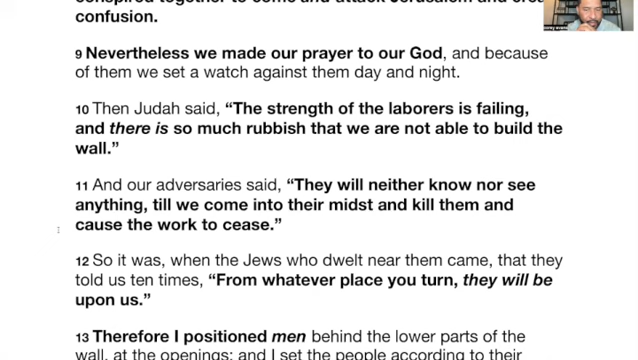 conspired together to come and attack Jerusalem and
confusion.
9 Nevertheless we made our prayer to our God, and because
of them we set a watch against them day and night.
10 Then Judah said, “The strength of the laborers is failing,
and there is so much rubbish that we are not able to build the
wall.”
11 And our adversaries said, “They will neither know nor see
anything, till we come into their midst and kill them and
cause the work to cease.”
12 So it was, when the Jews who dwelt near them came, that they
told us ten times, “From whatever place you turn, they will be
upon us.”
13 Therefore I positioned men behind the lower parts of the
wall, at the openings; and I set the people according to their